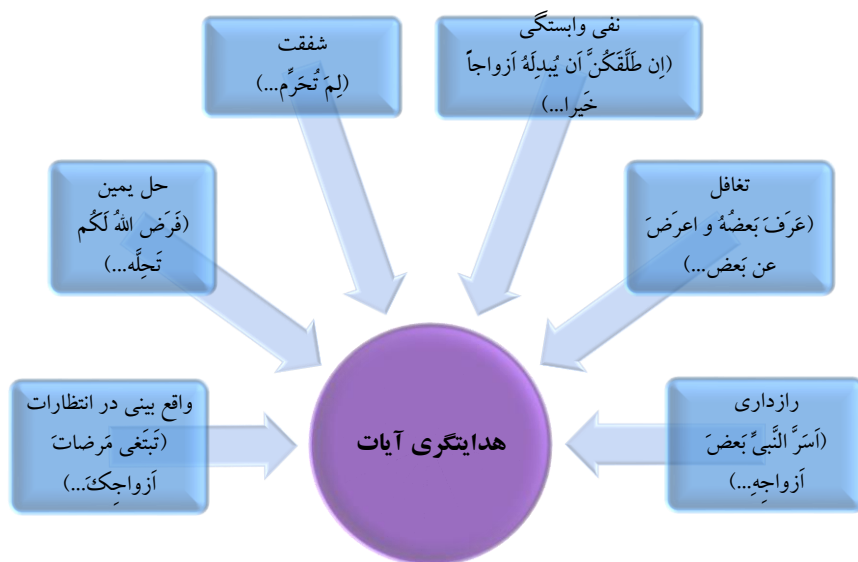 نفی وابستگی
(اِن طَلَّقَکُنَّ اَن یُبدِلَهُ اَزواجاً
خَیرا...)
شفقت
(لِمَ تُحَرِّم...)
تغافل
(عَرَفَ بَعضُهُ و اعرَضَ
عن بَعض...)
حل یمین
(فَرَض اللهُ لَکُم
تَحِلَّه...)
رازداری
(اَسَرَّ النَّبیِّ بَعضَ
اَزواجِهِ...)
واقع بینی در انتظارات
(تَبتَغی مَرضاتَ
اَزواجِکَ...)
هدایتگری آیات